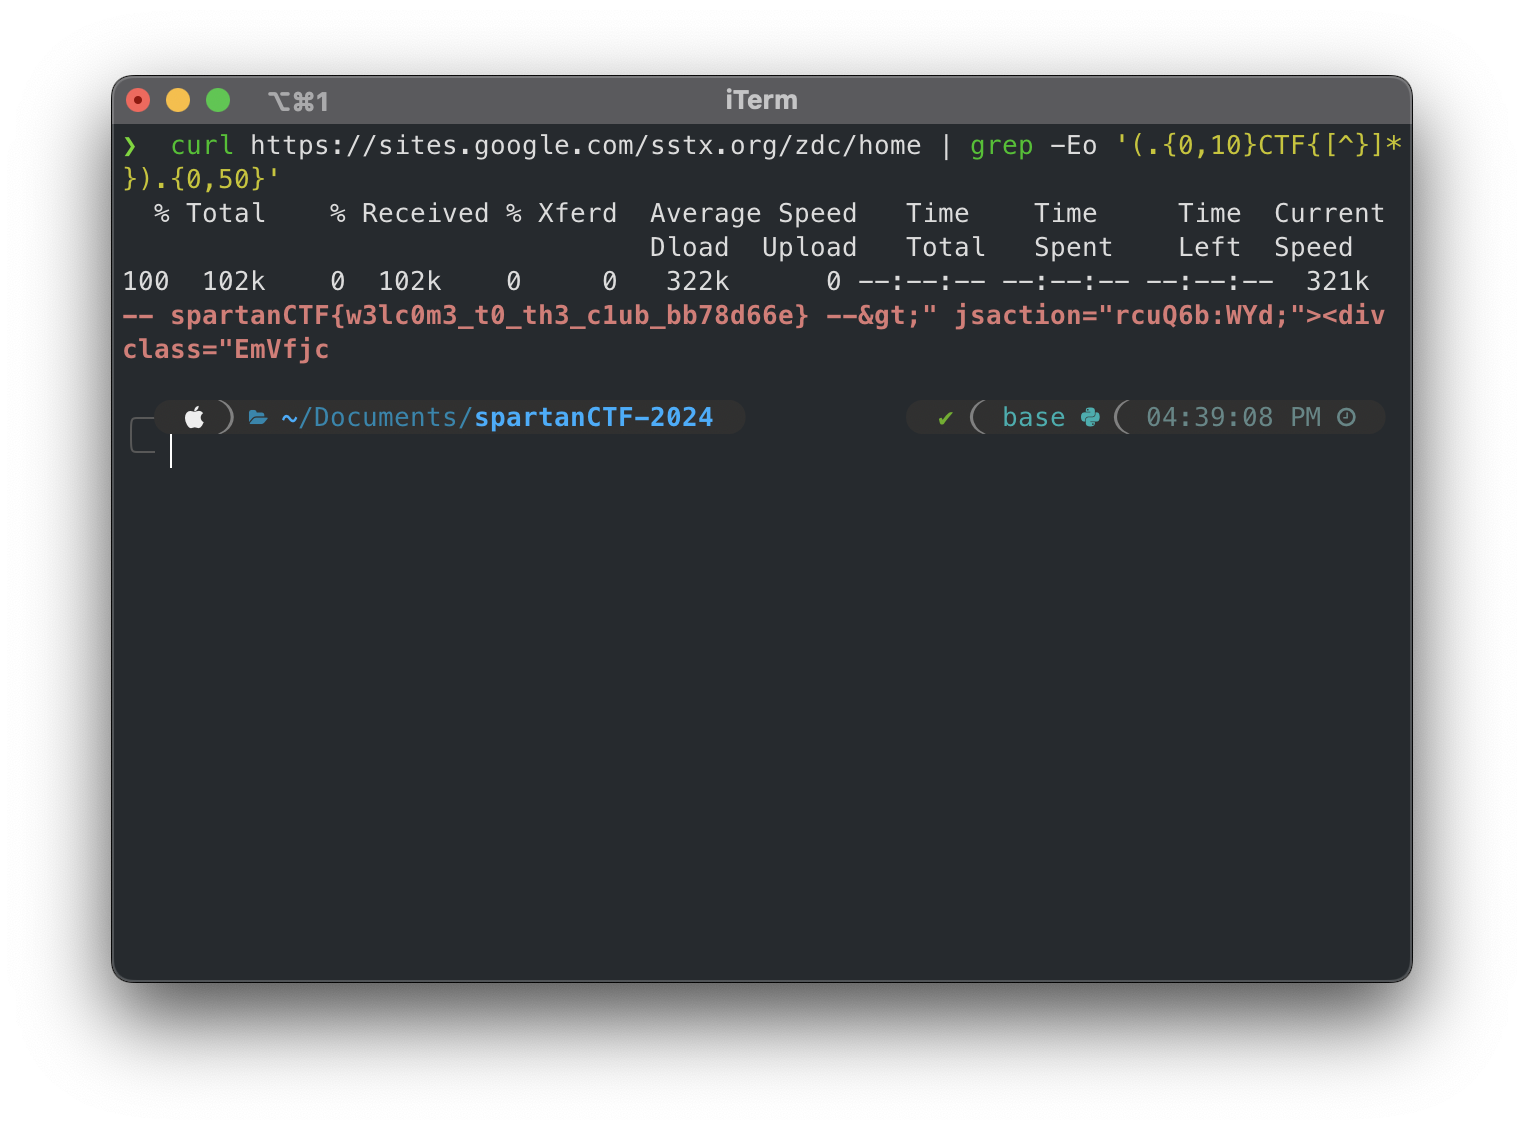 ⌥⌘1 iTerm
❯ curl https://sites.google.com/sstx.org/zdc/home | grep -Eo '(.{0,10}CTF{[^}]*
}).{0,50}'
% Total % Received % Xferd Average Speed Time Time Time Current
Dload Upload Total Spent Left Speed
100 102k 0 102k 0 0 322k 0 --:--:-- --:--:-- --:--:-- 321k
-- spartanCTF{w3lc0m3_t0_th3_c1ub_bb78d66e} --&gt;" jsaction="rcuQ6b:WYd;"><div
class="EmVfjc
~/Documents/spartanCTF-2024 ✔ base 04:39:08 PM